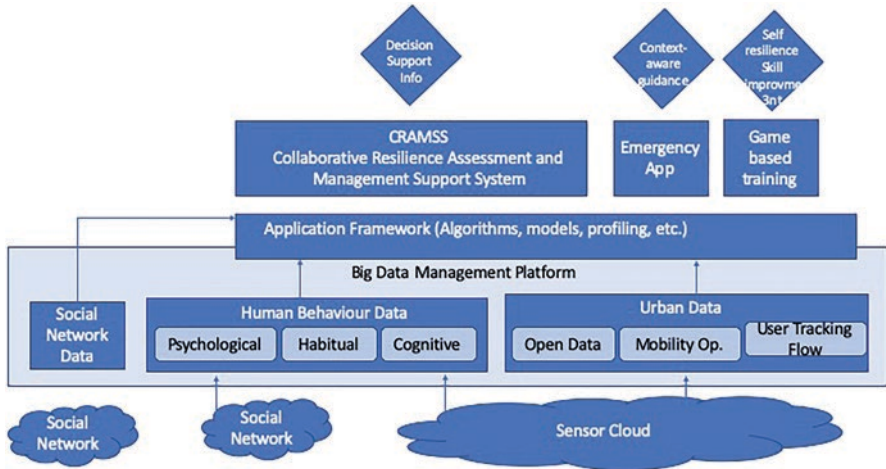 Decision
Support
Info
Context-
aware
guidance
Self
resilience
Skill
improvme
3nt
CRAMSS
Collaborative Resilience Assessment and
Management Support System
Emergency
App
Game
based
training
Application Framework (Algorithms, models, profiling, etc.)
Big Data Management Platform
Social
Network
Data
Human Behaviour Data
Psychological
Habitual
Cognitive
Urban Data
Open Data
Mobility Op.
User Tracking
Flow
Social
Network
Social
Network
Sensor Cloud